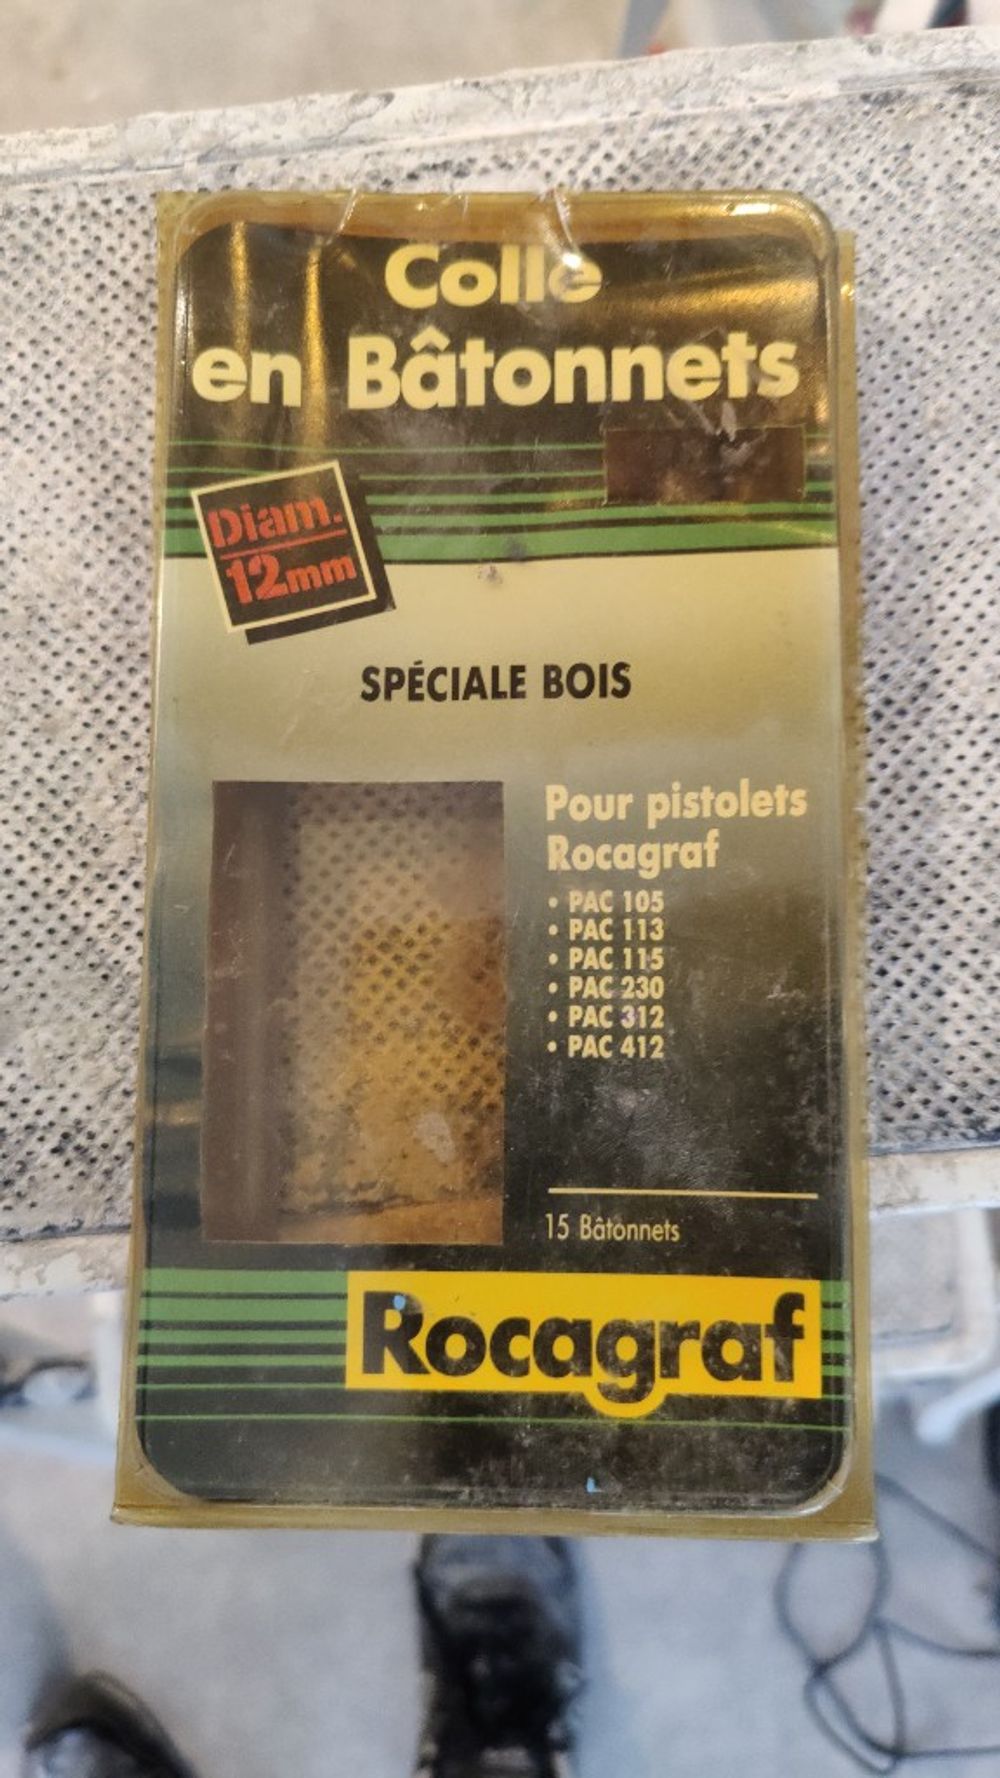 Colle
en Bâtonnets
Diam.
12mm
SPÉCIALE BOIS
Pour pistolets
Rocagraf
• PAC 105
• PAC 113
• PAC 115
• PAC 230
• PAC 312
• PAC 412
15 Bâtonnets
Rocagraf